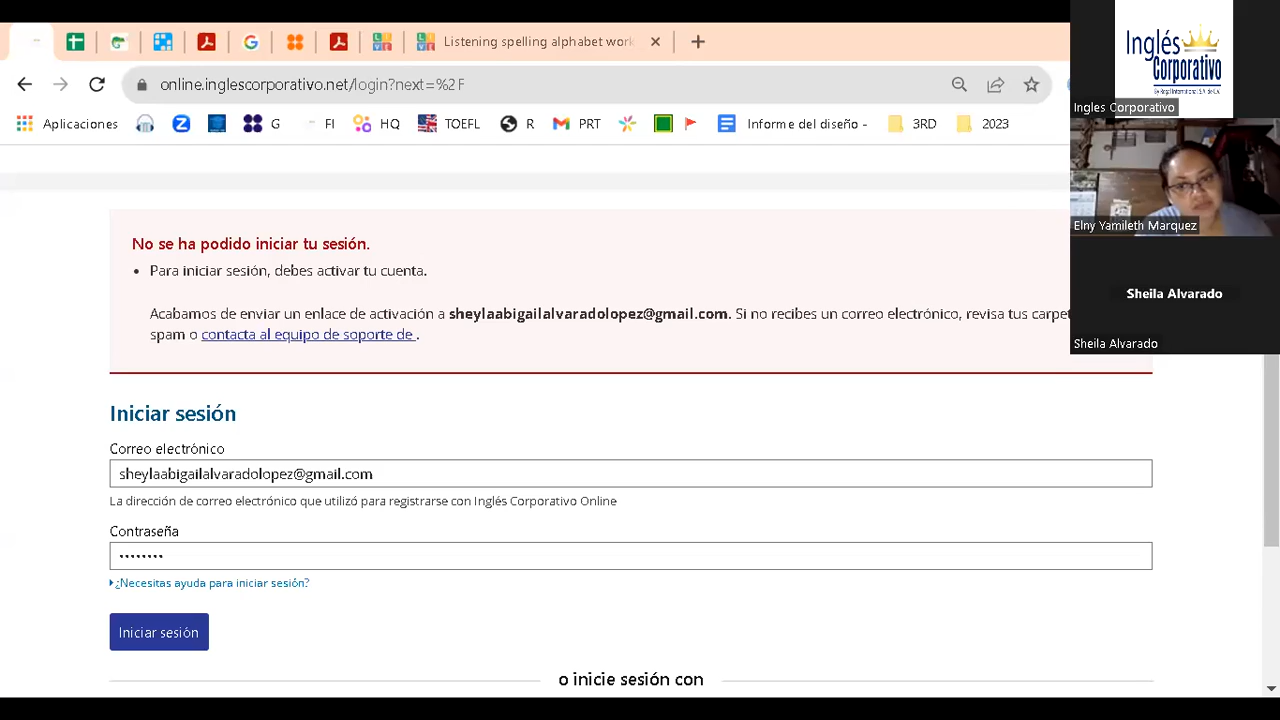 Listening spelling alphabet work
online.inglescorporativo.net/login?next=%2F
Aplicaciones
G
FI
HQ
TOEFL
R
PRT
Informe del diseño -
3RD
2023
Inglés
Corporativo
Ingles Corporativo
Elny Yamileth Marquez
Sheila Alvarado
Sheila Alvarado
No se ha podido iniciar tu sesión.
• Para iniciar sesión, debes activar tu cuenta.
Acabamos de enviar un enlace de activación a sheylaabigailalvaradolopez@gmail.com. Si no recibes un correo electrónico, revisa tus carpet
spam o contacta al equipo de soporte de .
Iniciar sesión
Correo electrónico
sheylaabigailalvaradolopez@gmail.com
La dirección de correo electrónico que utilizó para registrarse con Inglés Corporativo Online
Contraseña
••••••••
¿Necesitas ayuda para iniciar sesión?
Iniciar sesión
o inicie sesión con